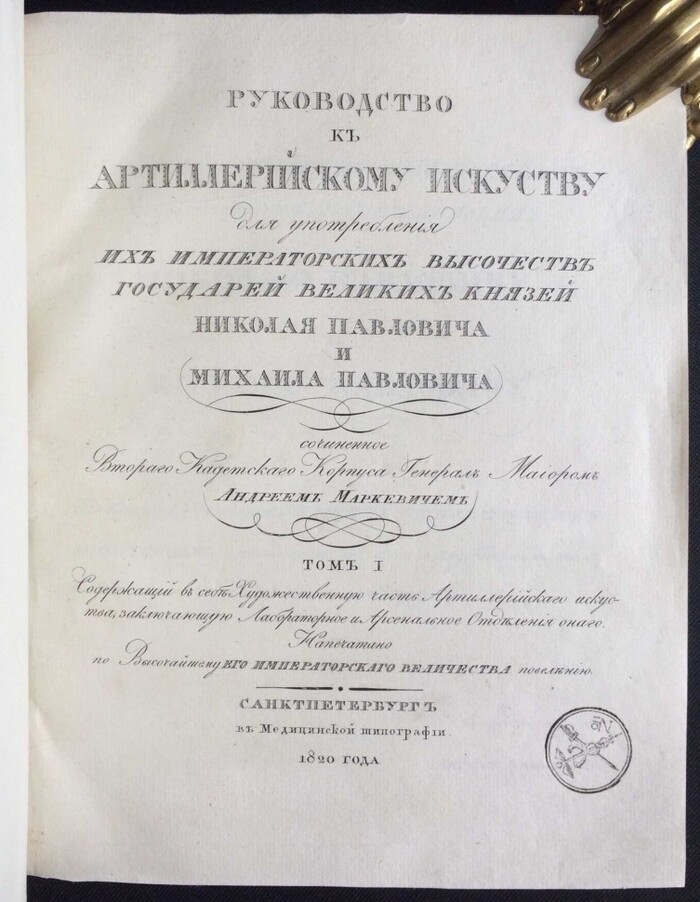 РУКОВОДСТВО
КЪ
АРТИЛЛЕРІЙСКОМУ ИСКУСТВУ
для употребленія
ИХЪ ИМПЕРАТОРСКИХЪ ВЫСОЧЕСТВЪ
ГОСУДАРЕЙ ВЕЛИКИХЪ КНЯЗЕЙ
НИКОЛАЯ ПАВЛОВИЧА
И
МИХАИЛА ПАВЛОВИЧА
сочиненное
Втораго Кадетскаго Корпуса Генералъ Маіоромъ
АНДРЕЕМЪ МАРКЕВИЧЕМЪ
ТОМЪ I
Содержащій въ себѣ Художественную часть Артиллерійскаго искус-
тва, заключающую Лабораторное и Арсенальное Отдѣленія онаго.
Напечатано
по Высочайшему ЕГО ИМПЕРАТОРСКАГО ВЕЛИЧЕСТВА повелѣнію.
САНКТПЕТЕРБУРГЪ
въ Медицинской типографіи
1820 ГОДА
№